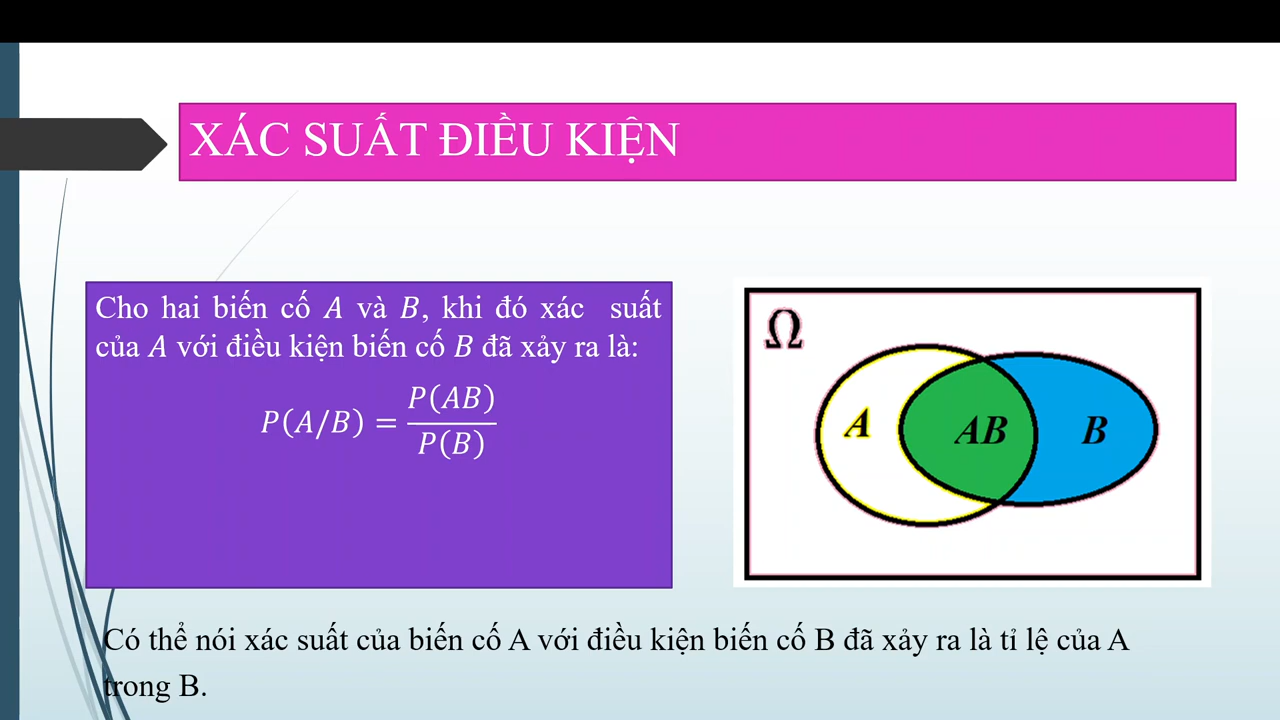 XÁC SUẤT ĐIỀU KIỆN
Cho hai biến cố A và B, khi đó xác suất
của A với điều kiện biến cố B đã xảy ra là:
P(A/B) = P(AB)/P(B)
Ω
A
AB
B
Có thể nói xác suất của biến cố A với điều kiện biến cố B đã xảy ra là tỉ lệ của A
trong B.